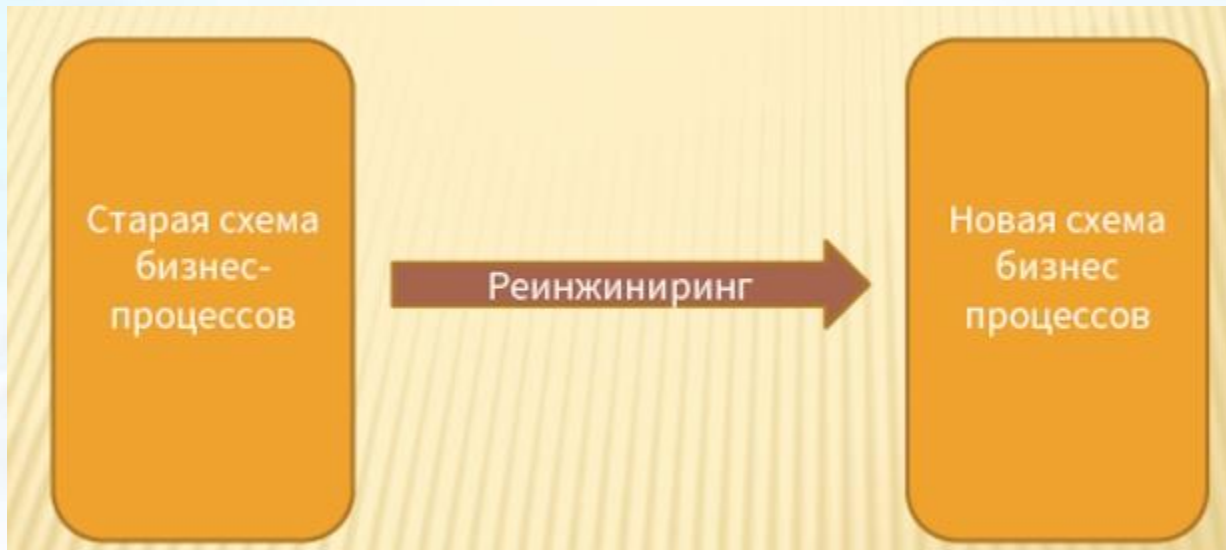 Старая схема
бизнес-
процессов
Реинжиниринг
Новая схема
бизнес
процессов